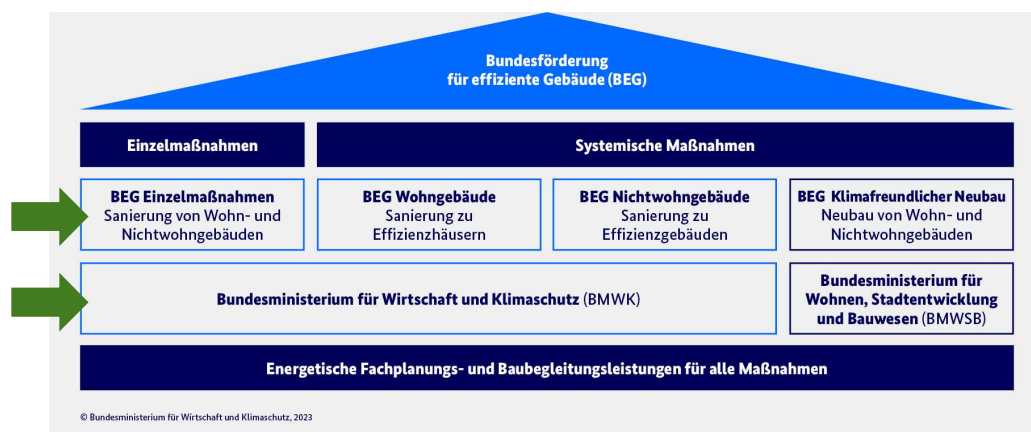 Bundesförderung
für effiziente Gebäude (BEG)
Einzelmaßnahmen
Systemische Maßnahmen
BEG Einzelmaßnahmen
Sanierung von Wohn- und
Nichtwohngebäuden
BEG Wohngebäude
Sanierung zu
Effizienzhäusern
BEG Nichtwohngebäude
Sanierung zu
Effizienzgebäuden
BEG Klimafreundlicher Neubau
Neubau von Wohn- und
Nichtwohngebäuden
Bundesministerium für Wirtschaft und Klimaschutz (BMWK)
Bundesministerium für
Wohnen, Stadtentwicklung
und Bauwesen (BMWSB)
Energetische Fachplanungs- und Baubegleitungsleistungen für alle Maßnahmen
© Bundesministerium für Wirtschaft und Klimaschutz, 2023